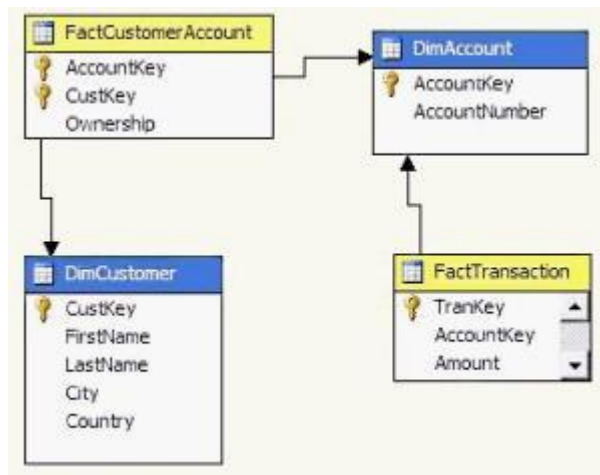 FactCustomerAccount
AccountKey
CustKey
Ownership
DimAccount
AccountKey
AccountNumber
DimCustomer
CustKey
FirstName
LastName
City
Country
FactTransaction
TranKey
AccountKey
Amount